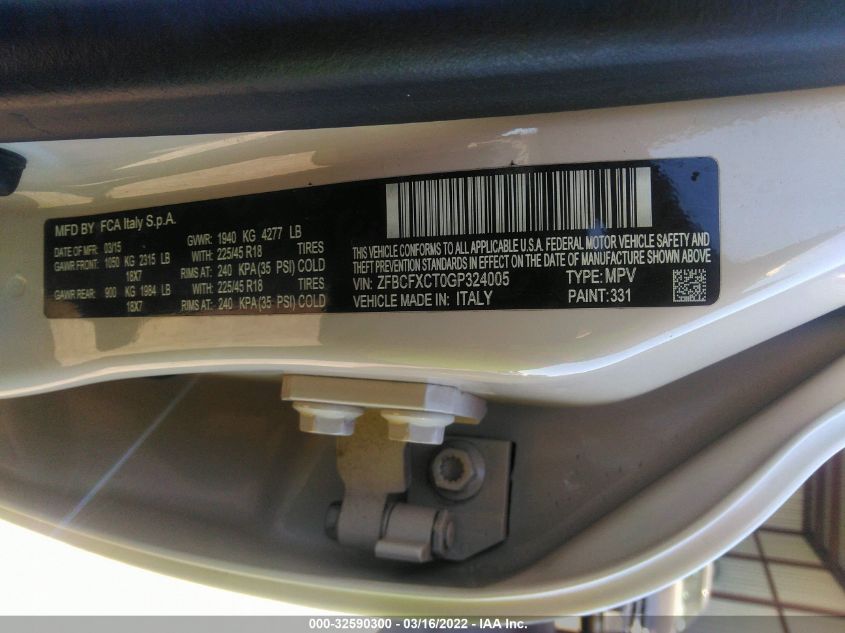 MFD BY FCA Italy S.p.A.
DATE OF MFR: 03/15 GVWR: 1940 KG 4277 LB
GAWR FRONT: 1050 KG 2315 LB WITH: 225/45 R18 TIRES
18X7 RIMS AT: 240 KPA(35 PSI) COLD
GAWR REAR: 900 KG 1984 LB WITH: 225/45 R18 TIRES
18X7 RIMS AT: 240 KPA(35 PSI) COLD
THIS VEHICLE CONFORMS TO ALL APPLICABLE U.S.A. FEDERAL MOTOR VEHICLE SAFETY AND
THEFT PREVENTION STANDARDS IN EFFECT ON THE DATE OF MANUFACTURE SHOWN ABOVE.
VIN: ZFBCFXCT0GP324005 TYPE: MPV
VEHICLE MADE IN ITALY PAINT: 331
000-32590300 - 03/16/2022 - IAA Inc.